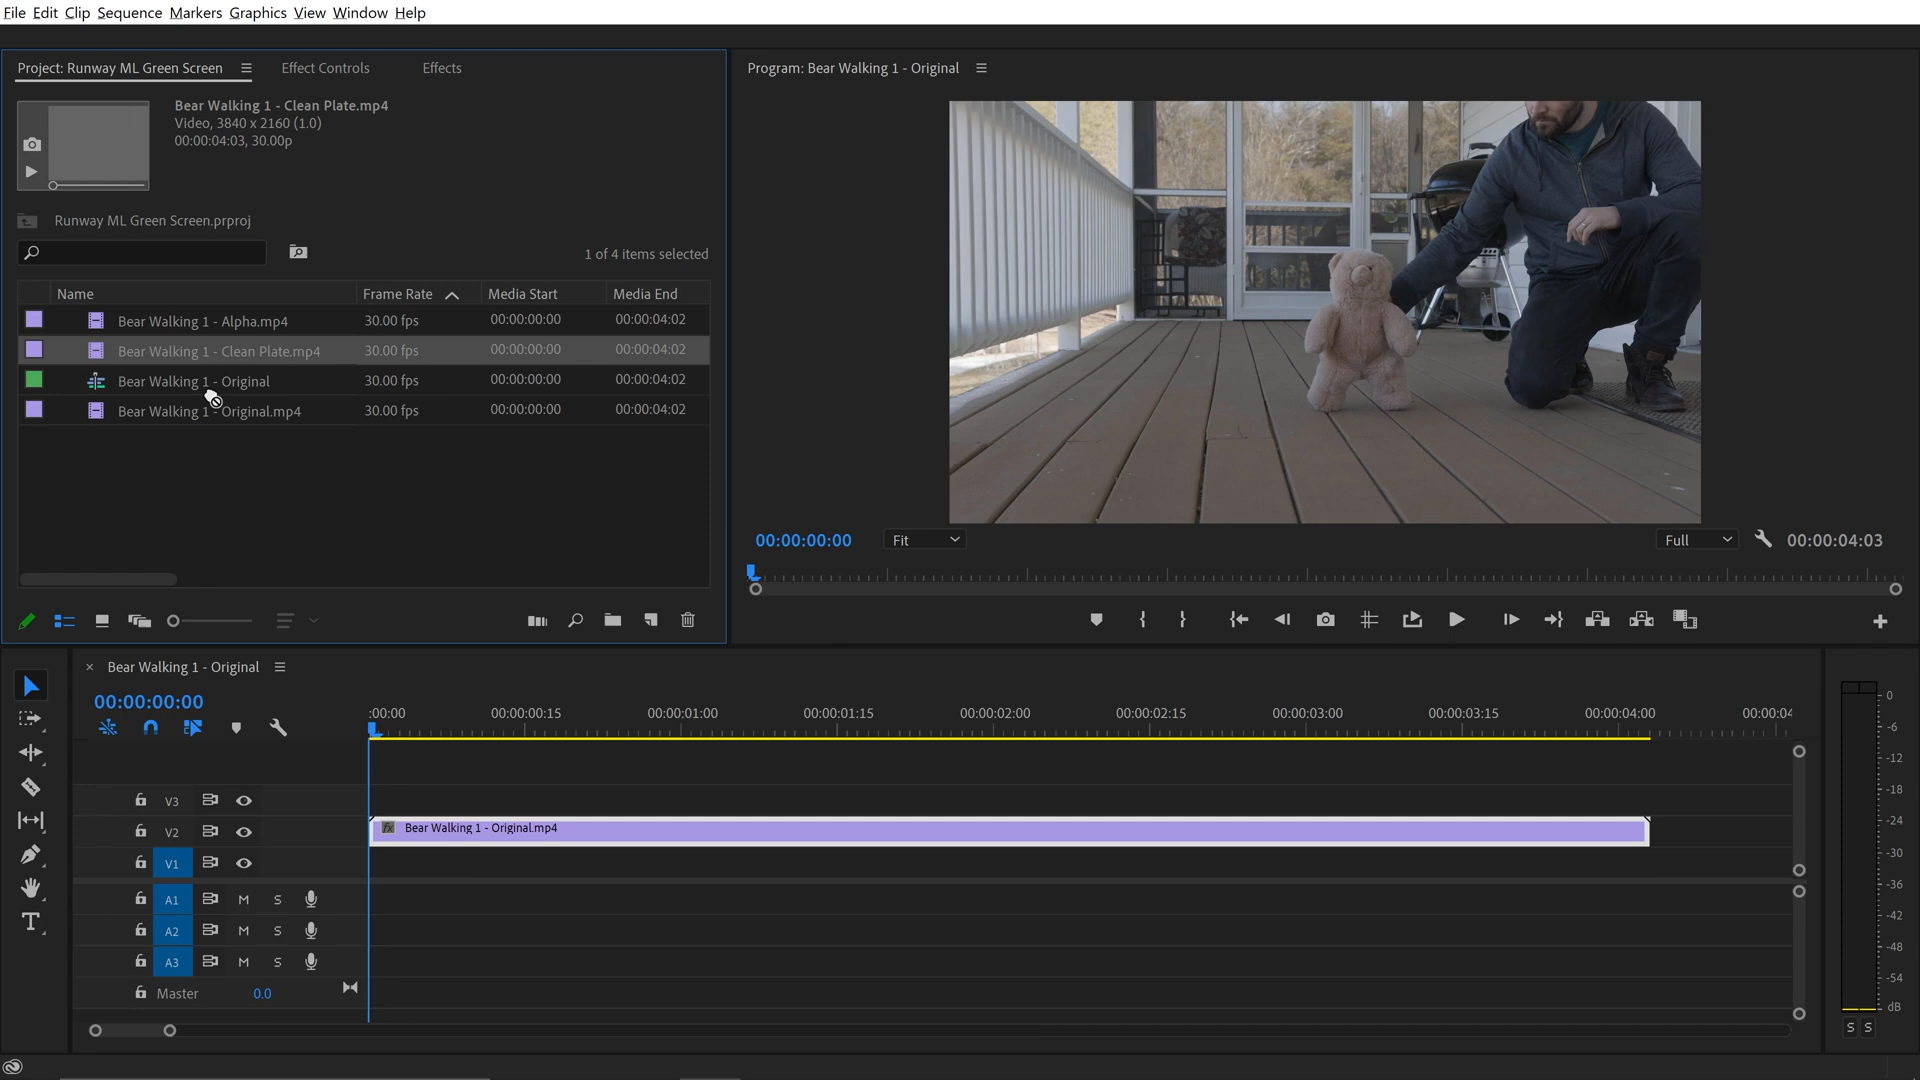 File Edit Clip Sequence Markers Graphics View Window Help
Project: Runway ML Green Screen Effect Controls Effects
Bear Walking 1 - Clean Plate.mp4
Video, 3840 x 2160 (1.0)
00:00:04:03, 30.00p
Runway ML Green Screen.prproj
1 of 4 items selected
Name Frame Rate Media Start Media End
Bear Walking 1 - Alpha.mp4 30.00 fps 00:00:00:00 00:00:04:02
Bear Walking 1 - Clean Plate.mp4 30.00 fps 00:00:00:00 00:00:04:02
Bear Walking 1 - Original 30.00 fps 00:00:00:00 00:00:04:02
Bear Walking 1 - Original.mp4 30.00 fps 00:00:00:00 00:00:04:02
Program: Bear Walking 1 - Original
00:00:00:00 Fit Full 00:00:04:03
Bear Walking 1 - Original
00:00:00:00
:00:00 00:00:00:15 00:00:01:00 00:00:01:15 00:00:02:00 00:00:02:15 00:00:03:00 00:00:03:15 00:00:04:00 00:00:04
V3
V2 fx Bear Walking 1 - Original.mp4
V1
A1 M S
A2 M S
A3 M S
Master 0.0
0
-6
-12
-18
-24
-30
-36
-42
-48
-54
dB
S S